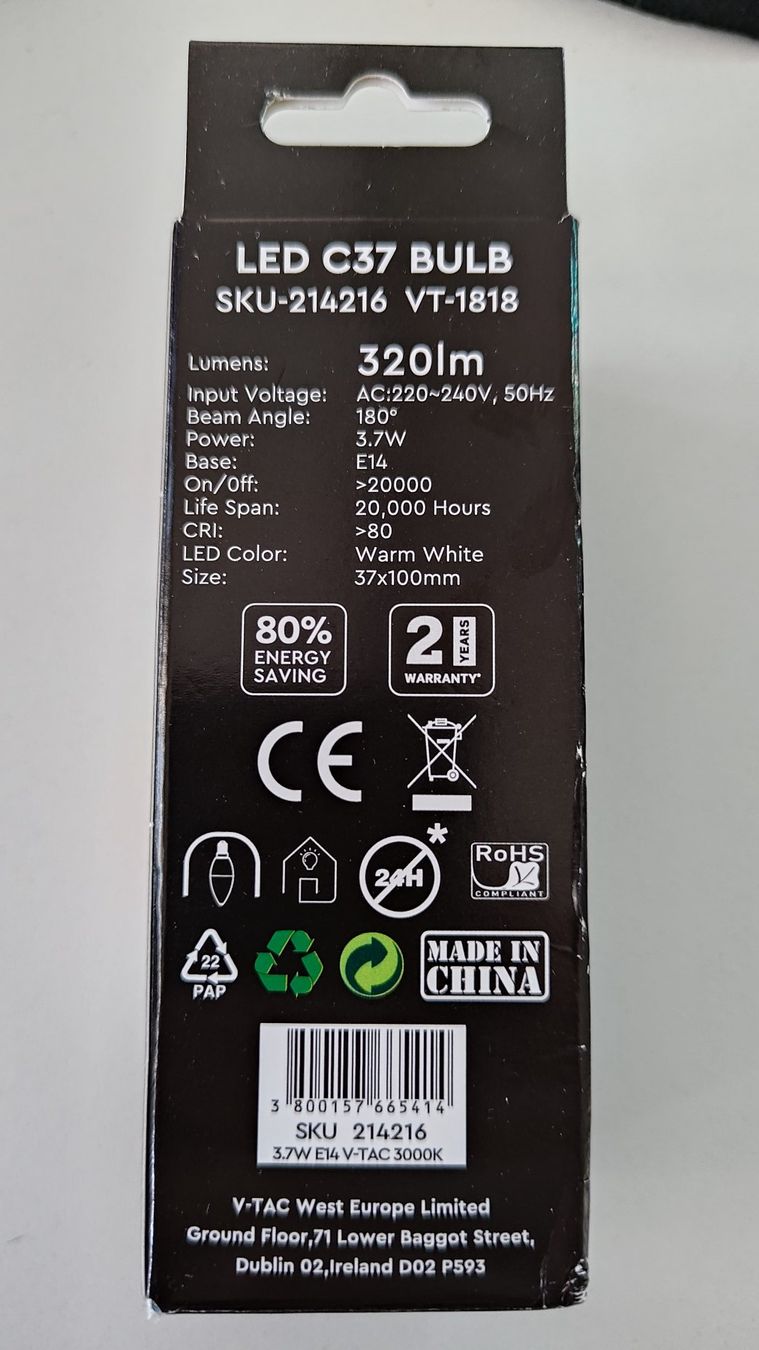 LED C37 BULB
SKU-214216 VT-1818
Lumens: 320lm
Input Voltage: AC:220~240V, 50Hz
Beam Angle: 180°
Power: 3.7W
Base: E14
On/Off: >20000
Life Span: 20,000 Hours
CRI: >80
LED Color: Warm White
Size: 37x100mm
80%
ENERGY
SAVING
2 YEARS
WARRANTY*
CE
24H*
RoHS
COMPLIANT
22
PAP
MADE IN
CHINA
3 800157 665414
SKU 214216
3.7W E14 V-TAC 3000K
V-TAC West Europe Limited
Ground Floor,71 Lower Baggot Street,
Dublin 02,Ireland D02 P593